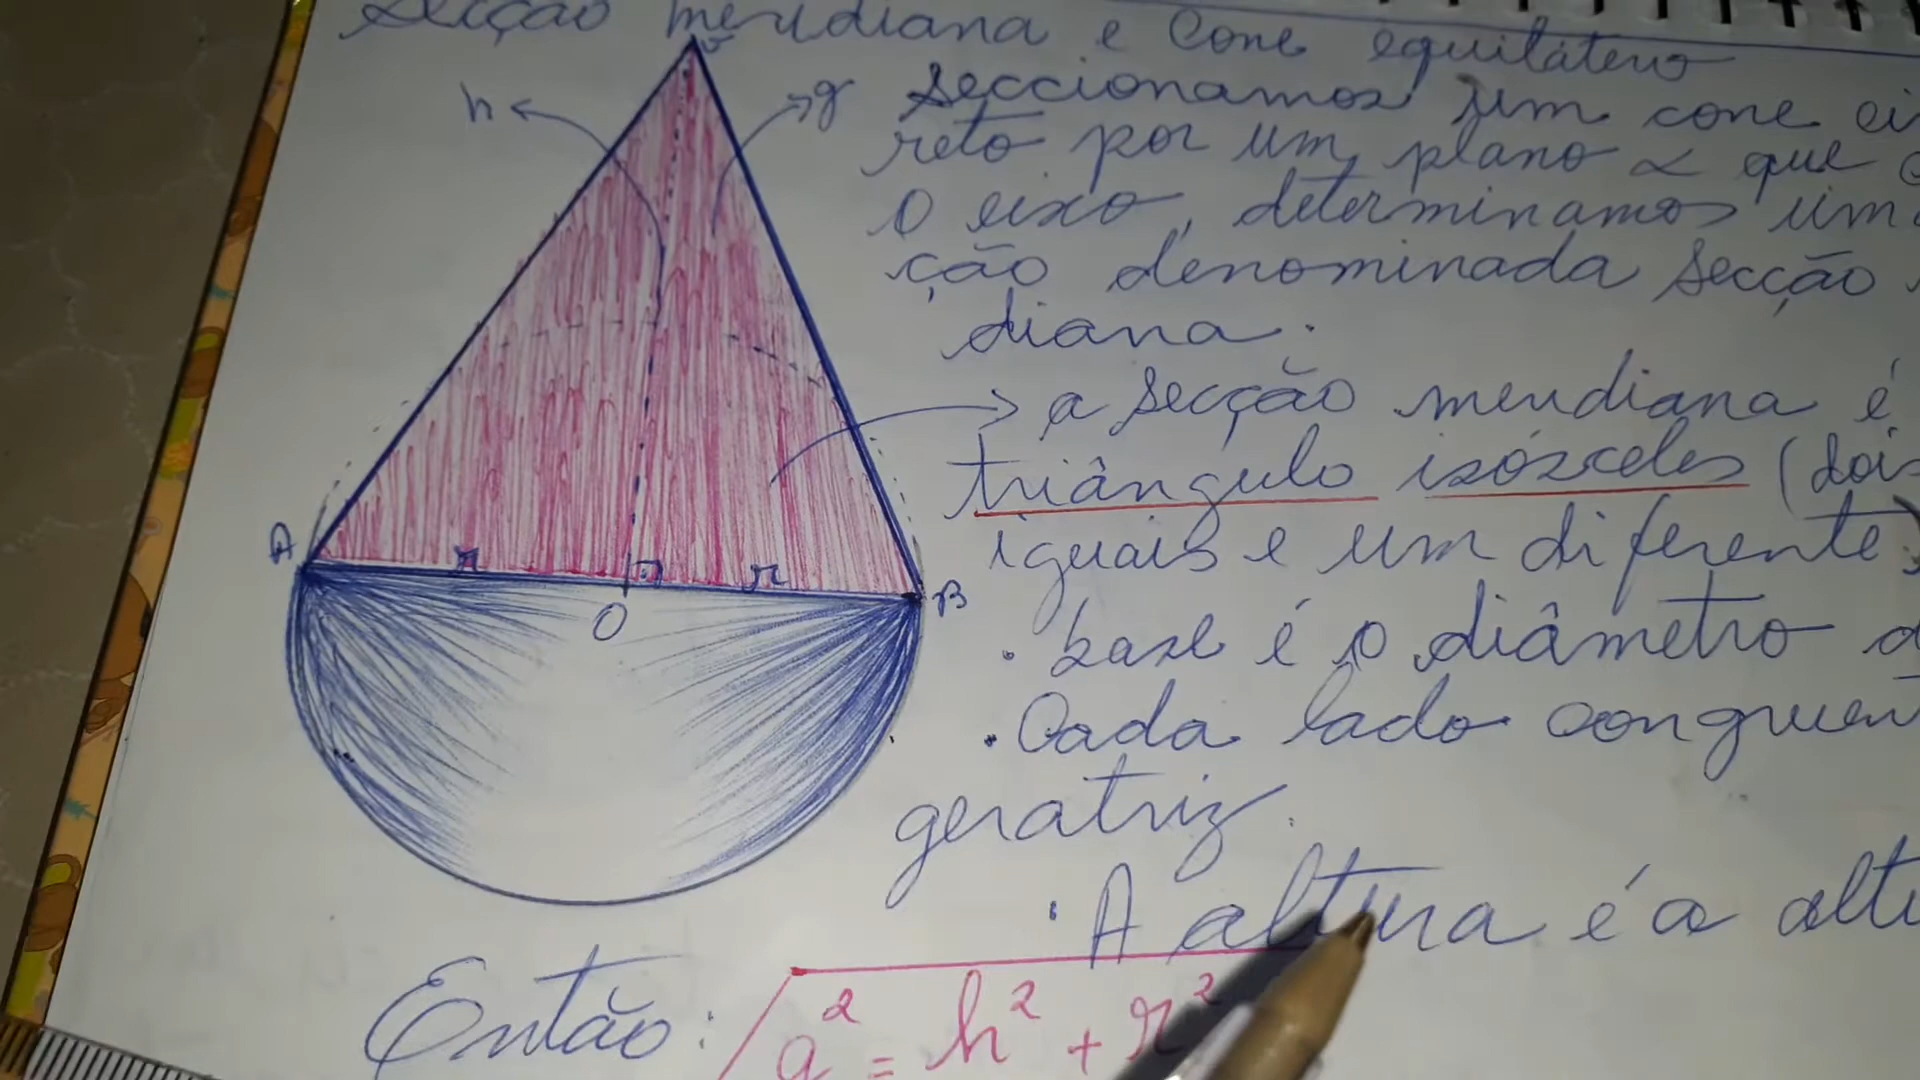 Secção meridiana e Cone equilátero
V
h
g
Seccionamos um cone
reto por um plano α que
o eixo, determinamos uma
ção denominada secção
diana.
a secção meridiana é
triângulo isósceles (dois
iguais e um diferente)
A
r
r
O
B
. base é o diâmetro
. Cada lado congruen
geratriz.
. A altura é a altu
Então: g² = h² + r²